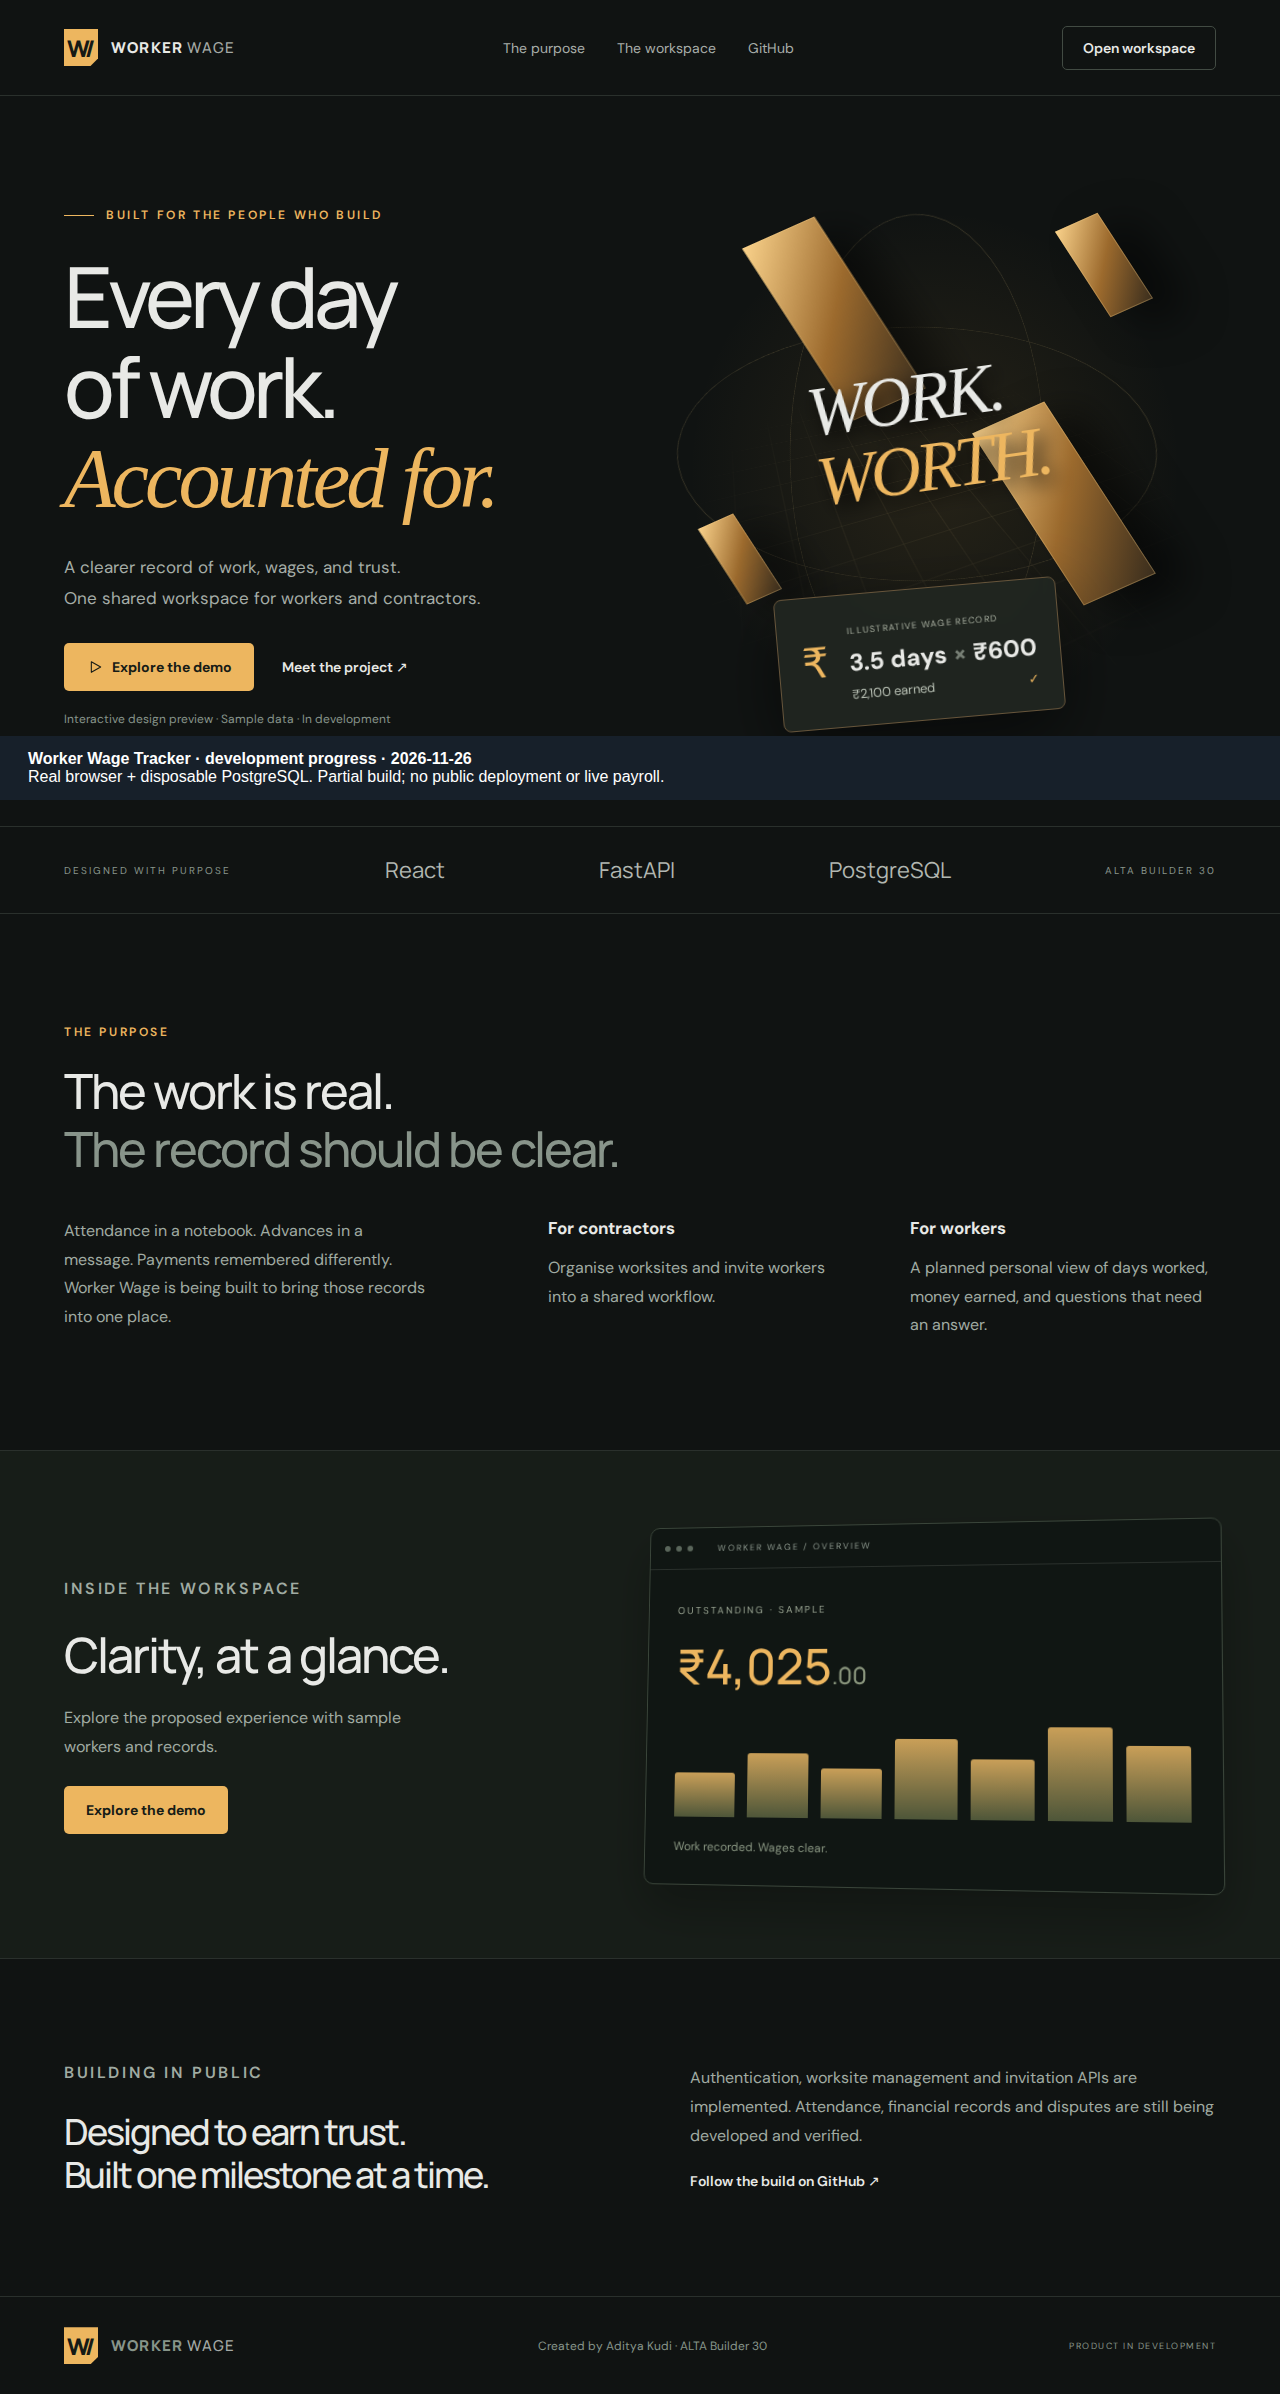 WORKER WAGE
The purpose
The workspace
GitHub
Open workspace
BUILT FOR THE PEOPLE WHO BUILD
Every day
of work.
Accounted for.
A clearer record of work, wages, and trust.
One shared workspace for workers and contractors.
Explore the demo
Meet the project ↗
Interactive design preview · Sample data · In development
WORK.
WORTH.
ILLUSTRATIVE WAGE RECORD
₹
3.5 days × ₹600
₹2,100 earned
✓
Worker Wage Tracker · development progress · 2026-11-26
Real browser + disposable PostgreSQL. Partial build; no public deployment or live payroll.
DESIGNED WITH PURPOSE
React
FastAPI
PostgreSQL
ALTA BUILDER 30
THE PURPOSE
The work is real.
The record should be clear.
Attendance in a notebook. Advances in a
message. Payments remembered differently.
Worker Wage is being built to bring those records
into one place.
For contractors
Organise worksites and invite workers
into a shared workflow.
For workers
A planned personal view of days worked,
money earned, and questions that need
an answer.
INSIDE THE WORKSPACE
Clarity, at a glance.
Explore the proposed experience with sample
workers and records.
Explore the demo
WORKER WAGE / OVERVIEW
OUTSTANDING · SAMPLE
₹4,025.00
Work recorded. Wages clear.
BUILDING IN PUBLIC
Designed to earn trust.
Built one milestone at a time.
Authentication, worksite management and invitation APIs are
implemented. Attendance, financial records and disputes are still being
developed and verified.
Follow the build on GitHub ↗
WORKER WAGE
Created by Aditya Kudi · ALTA Builder 30
PRODUCT IN DEVELOPMENT